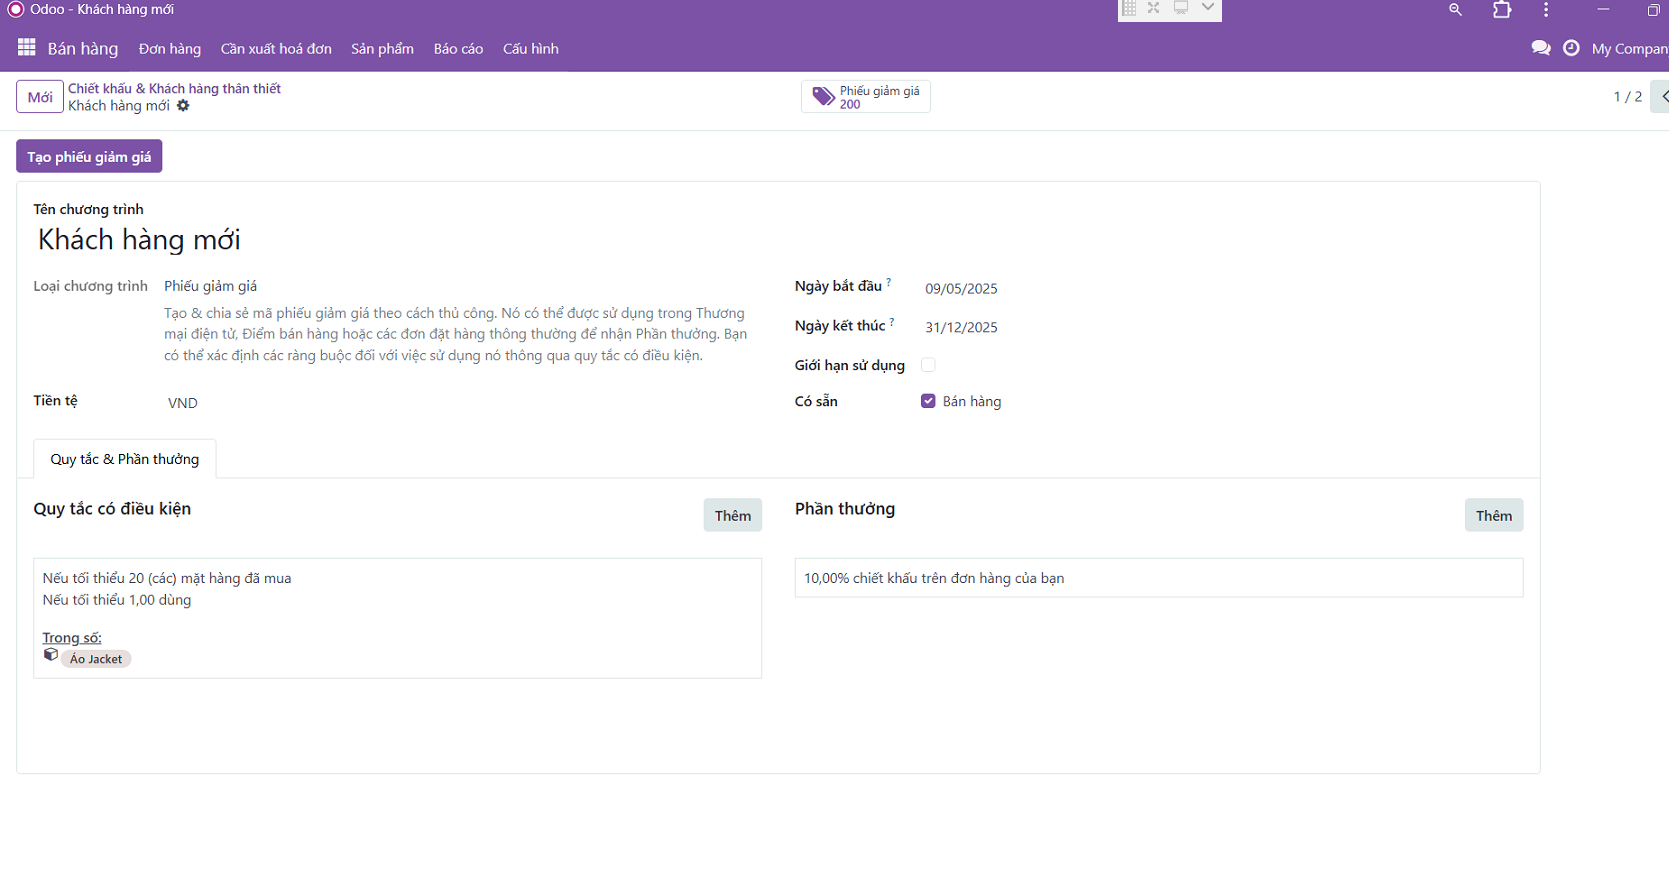 Odoo - Khách hàng mới
Bán hàng Đơn hàng Cần xuất hoá đơn Sản phẩm Báo cáo Cấu hình
My Compan
Mới
Chiết khấu & Khách hàng thân thiết
Khách hàng mới
Phiếu giảm giá
200
1 / 2
Tạo phiếu giảm giá
Tên chương trình
Khách hàng mới
Loại chương trình Phiếu giảm giá
Tạo & chia sẻ mã phiếu giảm giá theo cách thủ công. Nó có thể được sử dụng trong Thương
mại điện tử, Điểm bán hàng hoặc các đơn đặt hàng thông thường để nhận Phần thưởng. Bạn
có thể xác định các ràng buộc đối với việc sử dụng nó thông qua quy tắc có điều kiện.
Tiền tệ VND
Ngày bắt đầu ? 09/05/2025
Ngày kết thúc ? 31/12/2025
Giới hạn sử dụng
Có sẵn Bán hàng
Quy tắc & Phần thưởng
Quy tắc có điều kiện Thêm
Nếu tối thiểu 20 (các) mặt hàng đã mua
Nếu tối thiểu 1,00 dùng
Trong số:
Áo Jacket
Phần thưởng Thêm
10,00% chiết khấu trên đơn hàng của bạn